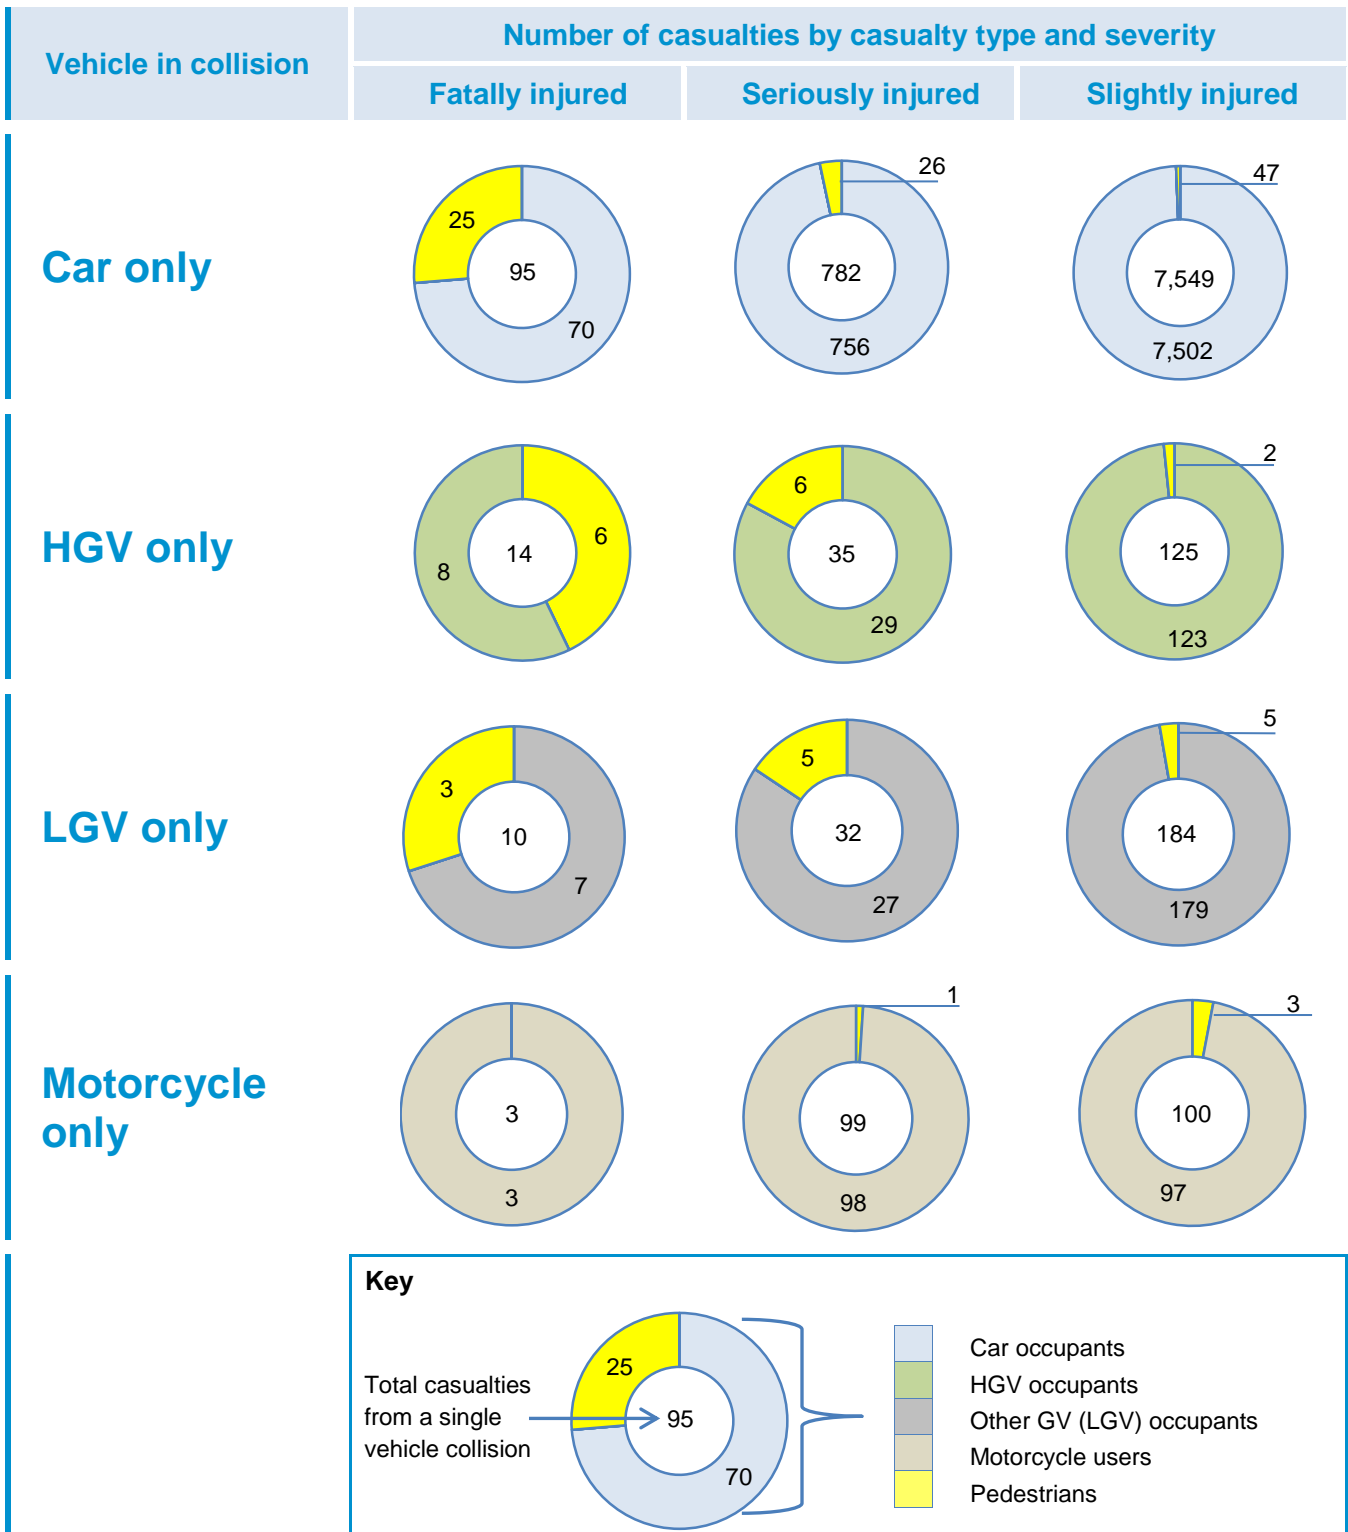 Vehicle in collision
Number of casualties by casualty type and severity
Fatally injured
Seriously injured
Slightly injured
Car only
25
95
70
26
782
756
47
7,549
7,502
HGV only
8
14
6
6
35
29
2
125
123
LGV only
3
10
7
5
32
27
5
184
179
Motorcycle
only
3
3
1
99
98
3
100
97
Key
Total casualties
from a single
vehicle collision
25
95
70
Car occupants
HGV occupants
Other GV (LGV) occupants
Motorcycle users
Pedestrians